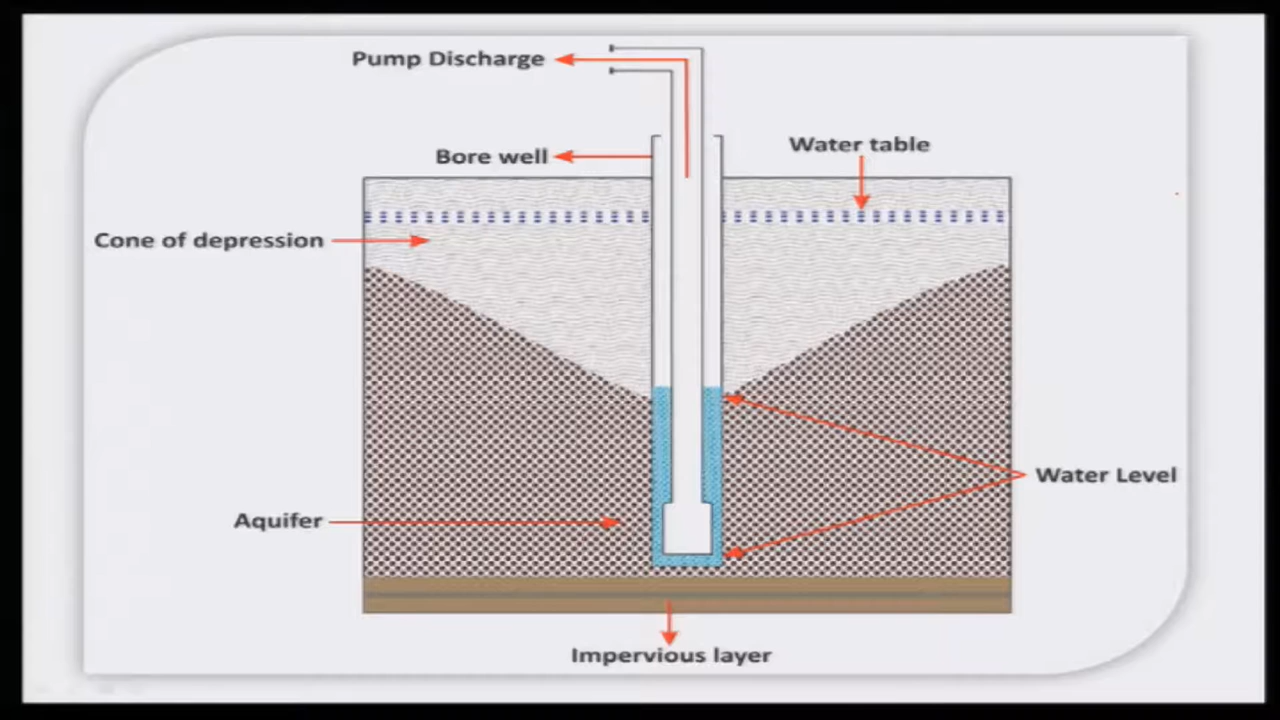 Pump Discharge
Bore well
Water table
Cone of depression
Water Level
Aquifer
Impervious layer